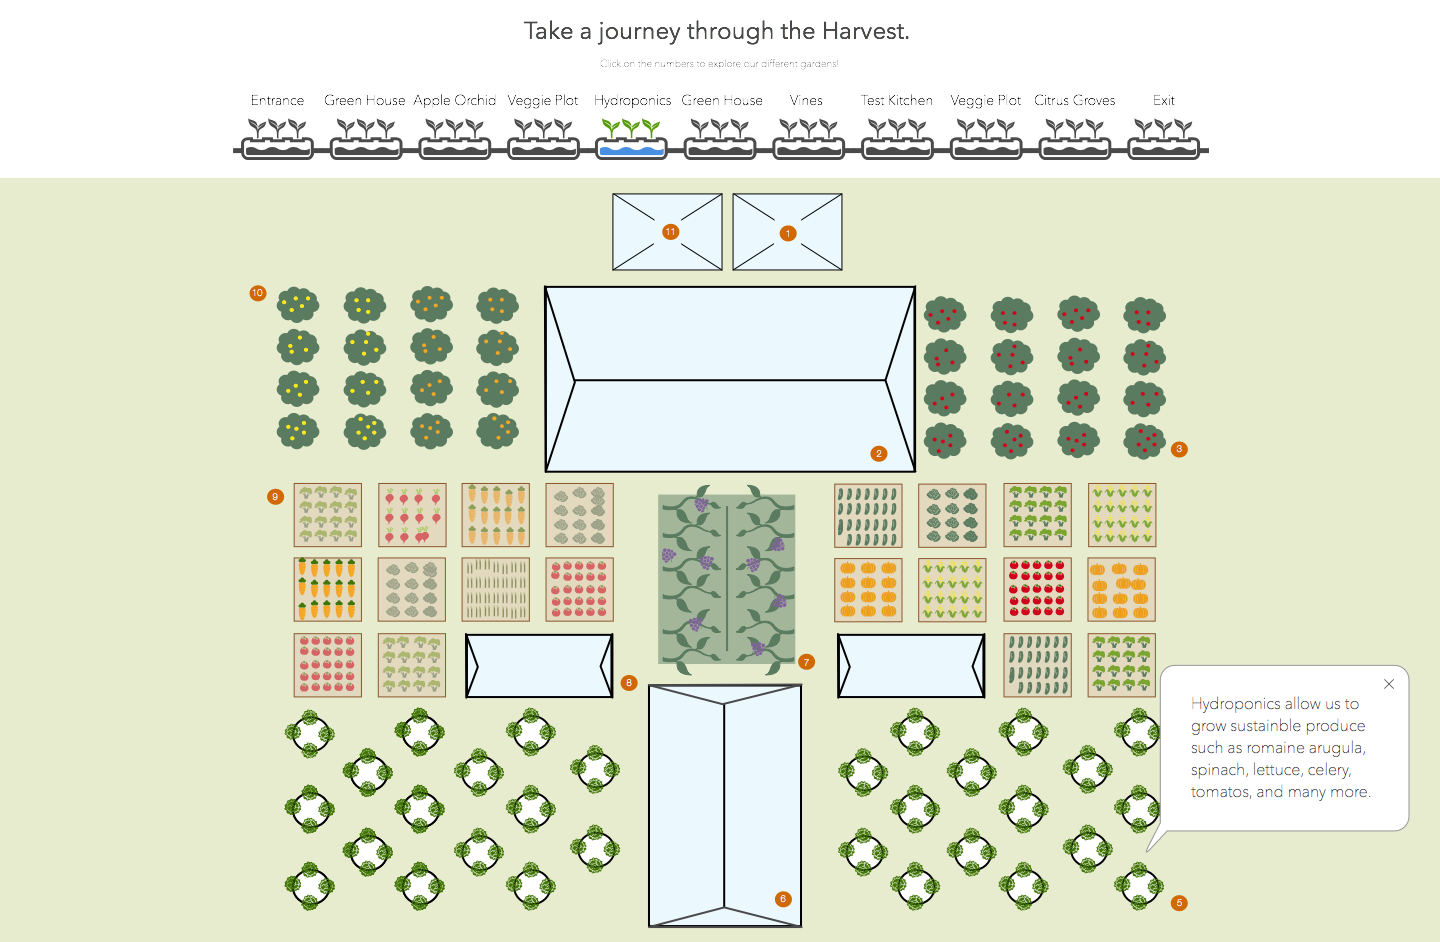 Take a journey through the Harvest.
Click on the numbers to explore our different gardens!
Entrance Green House Apple Orchid Veggie Plot Hydroponics Green House Vines Test Kitchen Veggie Plot Citrus Groves Exit
11 1
10
2
3
9
7
8
Hydroponics allow us to
grow sustainble produce
such as romaine arugula,
spinach, lettuce, celery,
tomatos, and many more.
6
5